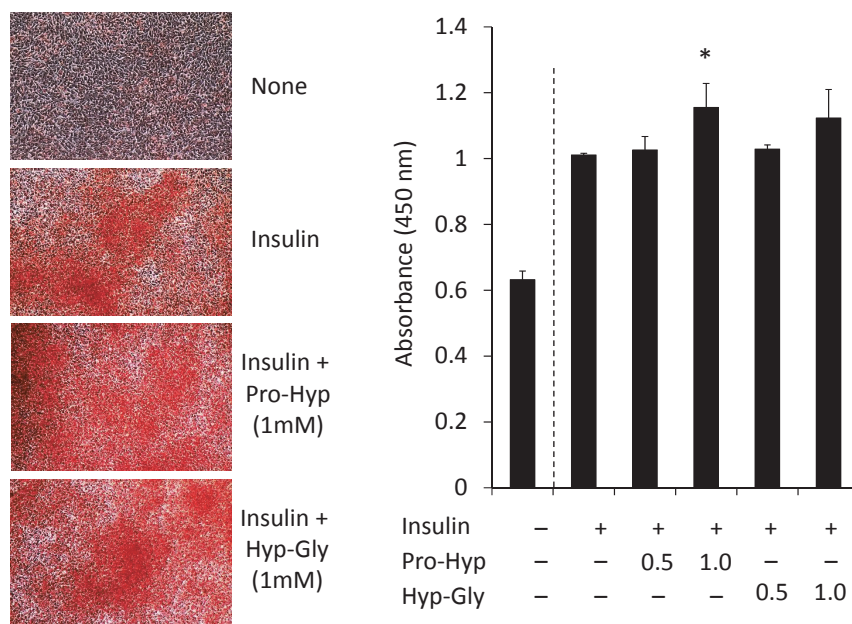 None
Insulin
Insulin +
Pro-Hyp
(1mM)
Insulin +
Hyp-Gly
(1mM)
Absorbance (450 nm)
1.4
1.2
1
0.8
0.6
0.4
0.2
0
*
Insulin – + + + + +
Pro-Hyp – – 0.5 1.0 – –
Hyp-Gly – – – – 0.5 1.0